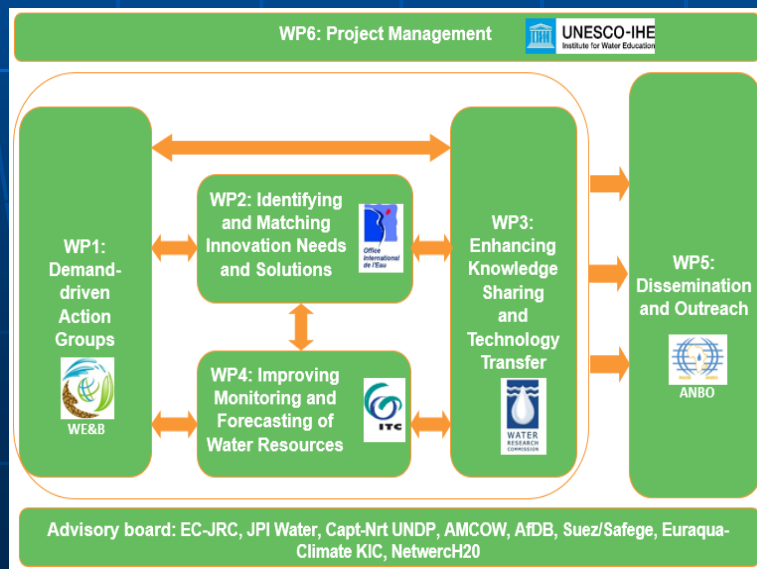 WP6: Project Management
UNESCO-IHE
Institute for Water Education
WP1:
Demand-
driven
Action
Groups
WE&B
WP2: Identifying
and Matching
Innovation Needs
and Solutions
Office
International
de l'Eau
WP4: Improving
Monitoring and
Forecasting of
Water Resources
ITC
WP3:
Enhancing
Knowledge
Sharing
and
Technology
Transfer
WATER
RESEARCH
COMMISSION
WP5:
Dissemination
and Outreach
ANBO
Advisory board: EC-JRC, JPI Water, Capt-Nrt UNDP, AMCOW, AfDB, Suez/Safege, Euraqua-
Climate KIC, NetwercH20